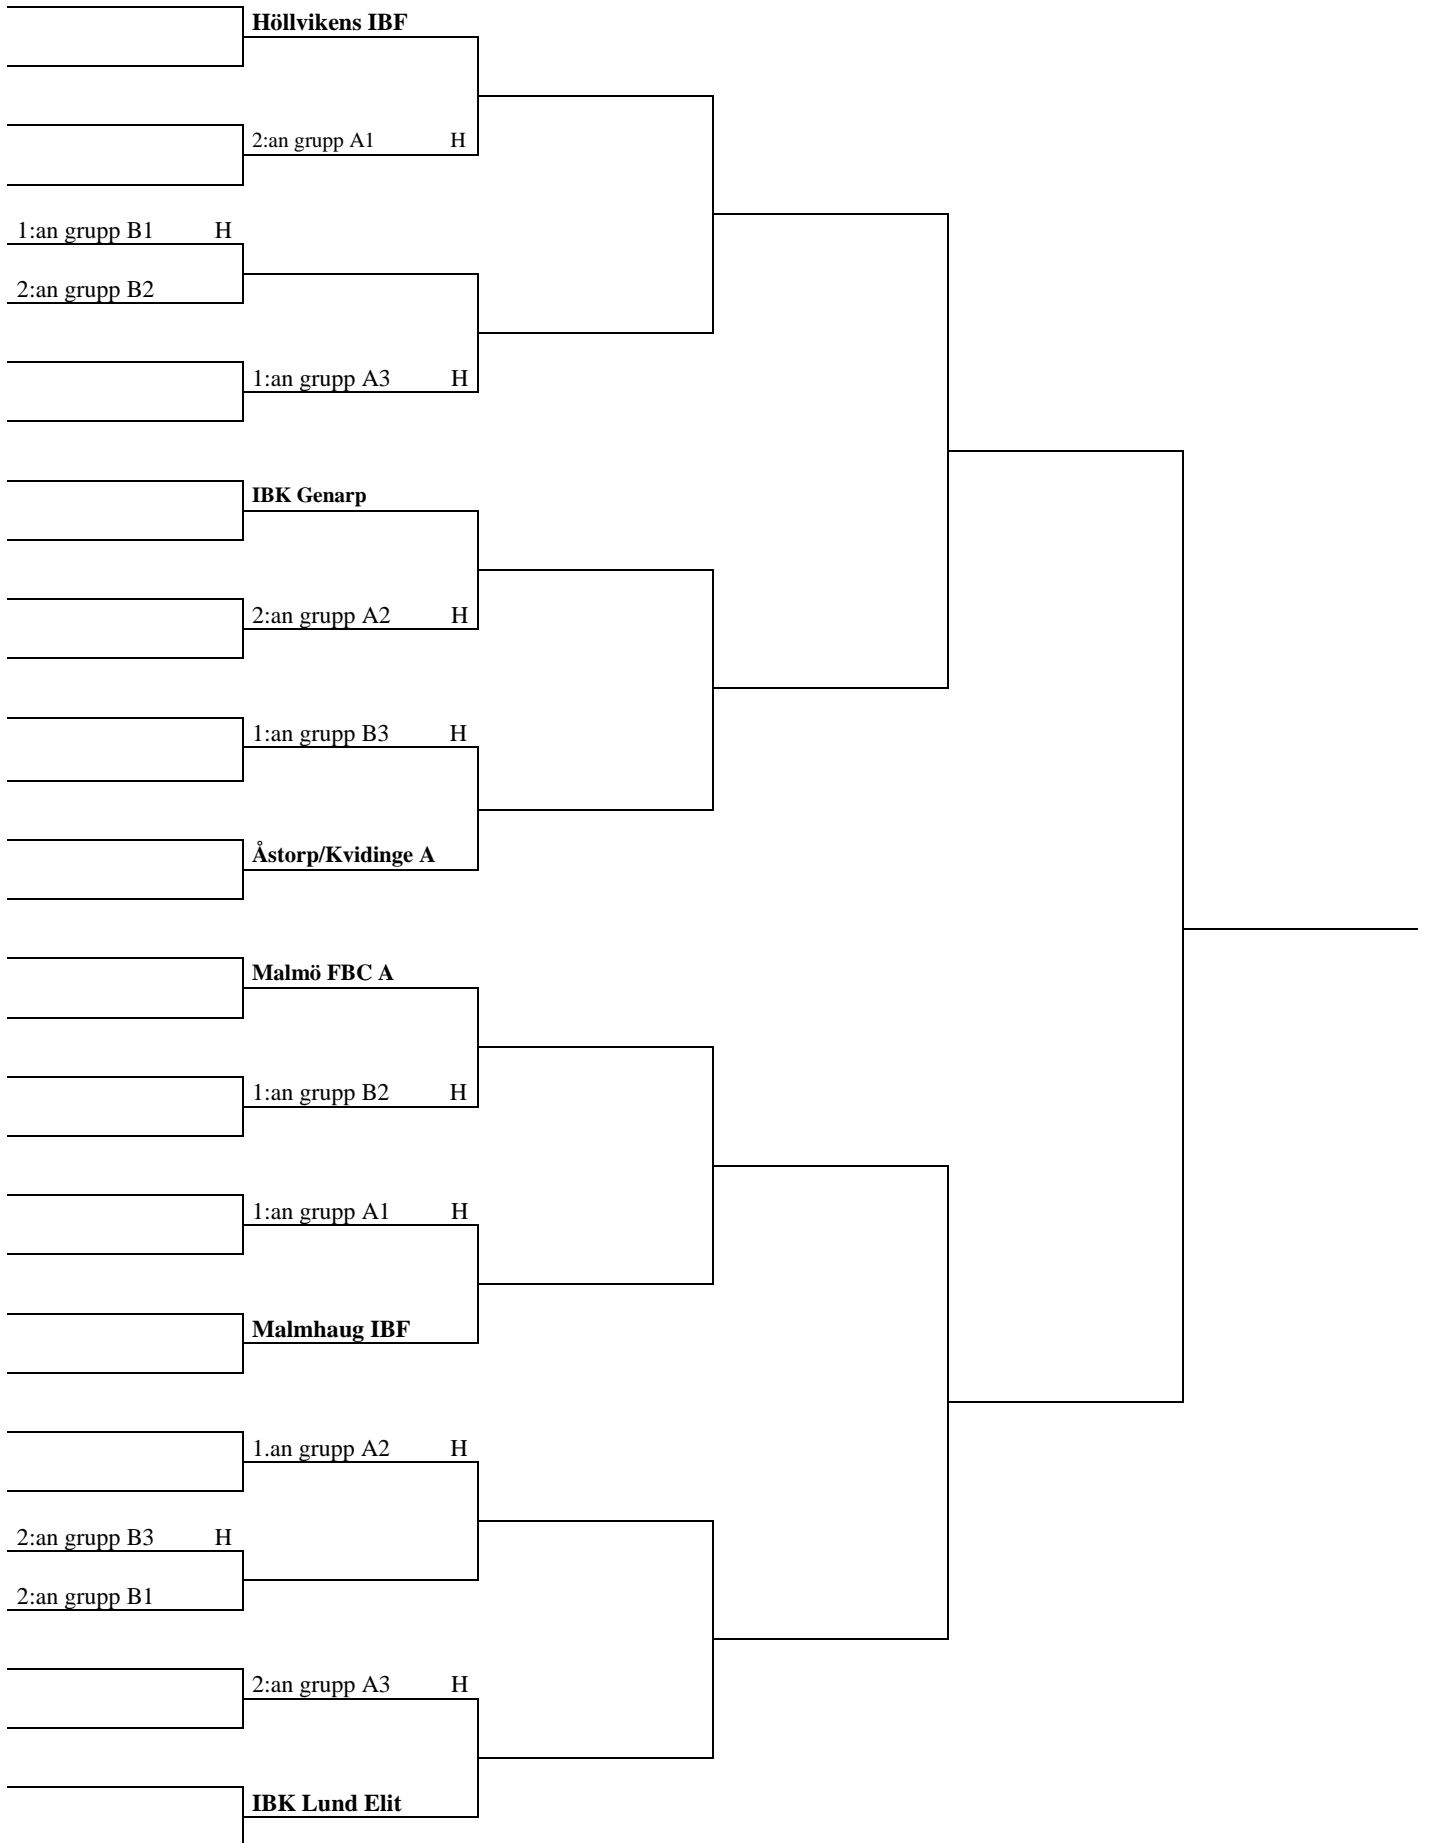 Höllvikens IBF
2:an grupp A1 H
1:an grupp B1 H
2:an grupp B2
1:an grupp A3 H
IBK Genarp
2:an grupp A2 H
1:an grupp B3 H
Åstorp/Kvidinge A
Malmö FBC A
1:an grupp B2 H
1:an grupp A1 H
Malmhaug IBF
1.an grupp A2 H
2:an grupp B3 H
2:an grupp B1
2:an grupp A3 H
IBK Lund Elit